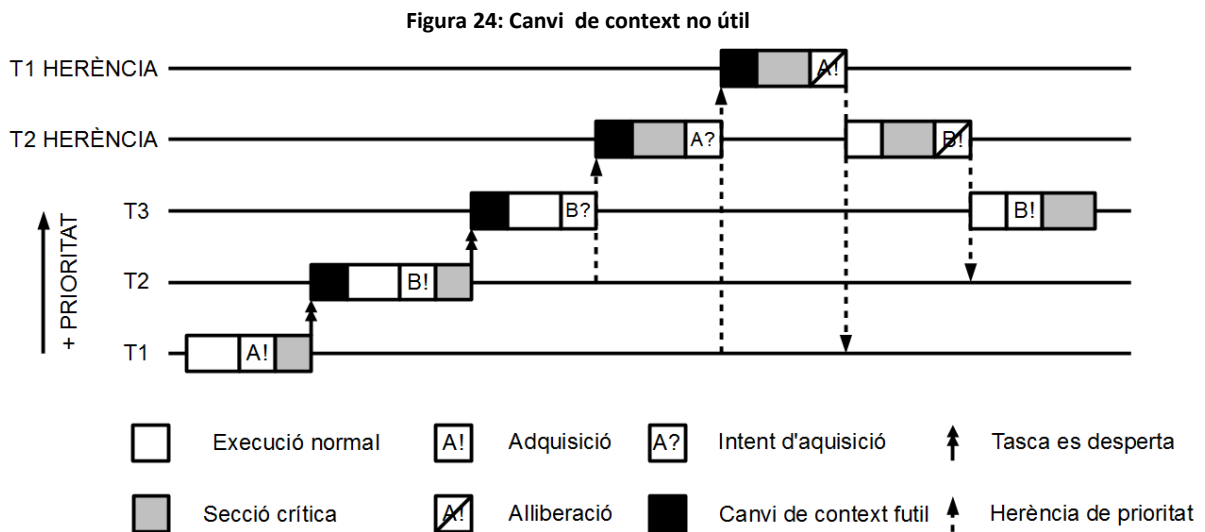 Figura 24: Canvi de context no útil
T1 HERÈNCIA
A!
T2 HERÈNCIA
A?
B!
T3
B?
B!
+ PRIORITAT
T2
B!
T1
A!
Execució normal
A!
Adquisició
A?
Intent d'aquisició
Tasca es desperta
Secció crítica
A!
Alliberació
Canvi de context futil
Herència de prioritat